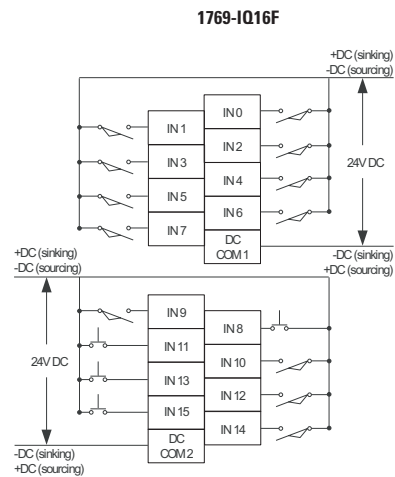 1769-IQ16F
+DC (sinking)
-DC (sourcing)
IN 0
IN 1
IN 2
IN 3
IN 4
24V DC
IN 5
IN 6
IN 7
DC
COM 1
+DC (sinking)
-DC (sourcing)
-DC (sinking)
+DC (sourcing)
IN 9
IN 8
IN 11
24V DC
IN 10
IN 13
IN 12
IN 15
IN 14
DC
COM 2
-DC (sinking)
+DC (sourcing)